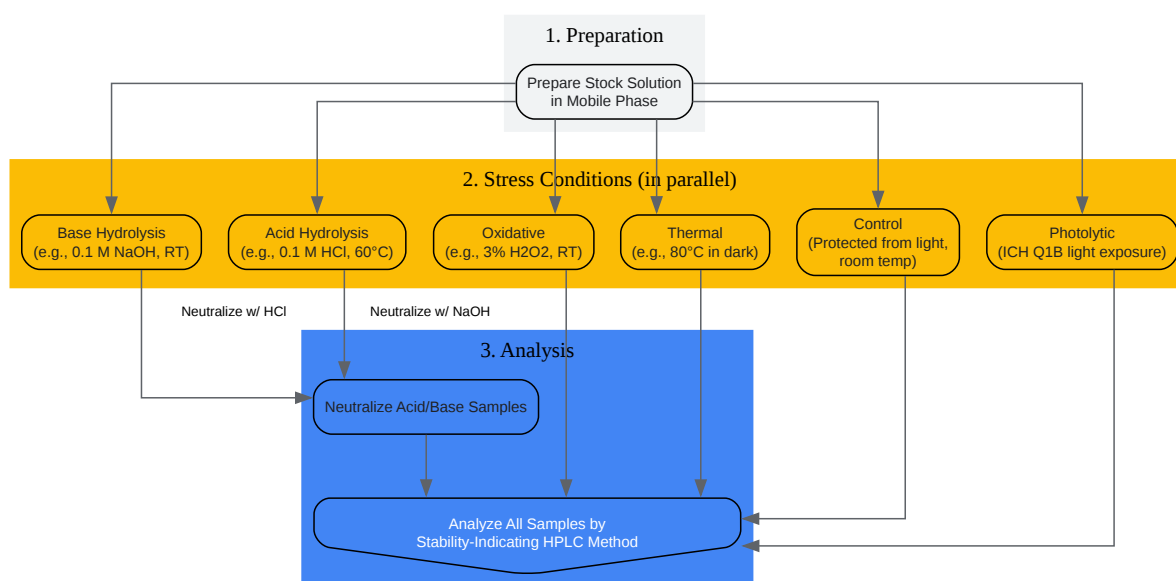 1. Preparation
Prepare Stock Solution
in Mobile Phase
2. Stress Conditions (in parallel)
Base Hydrolysis
(e.g., 0.1 M NaOH, RT)
Acid Hydrolysis
(e.g., 0.1 M HCl, 60°C)
Oxidative
(e.g., 3% H2O2, RT)
Thermal
(e.g., 80°C in dark)
Control
(Protected from light,
room temp)
Photolytic
(ICH Q1B light exposure)
Neutralize w/ HCl
Neutralize w/ NaOH
3. Analysis
Neutralize Acid/Base Samples
Analyze All Samples by
Stability-Indicating HPLC Method